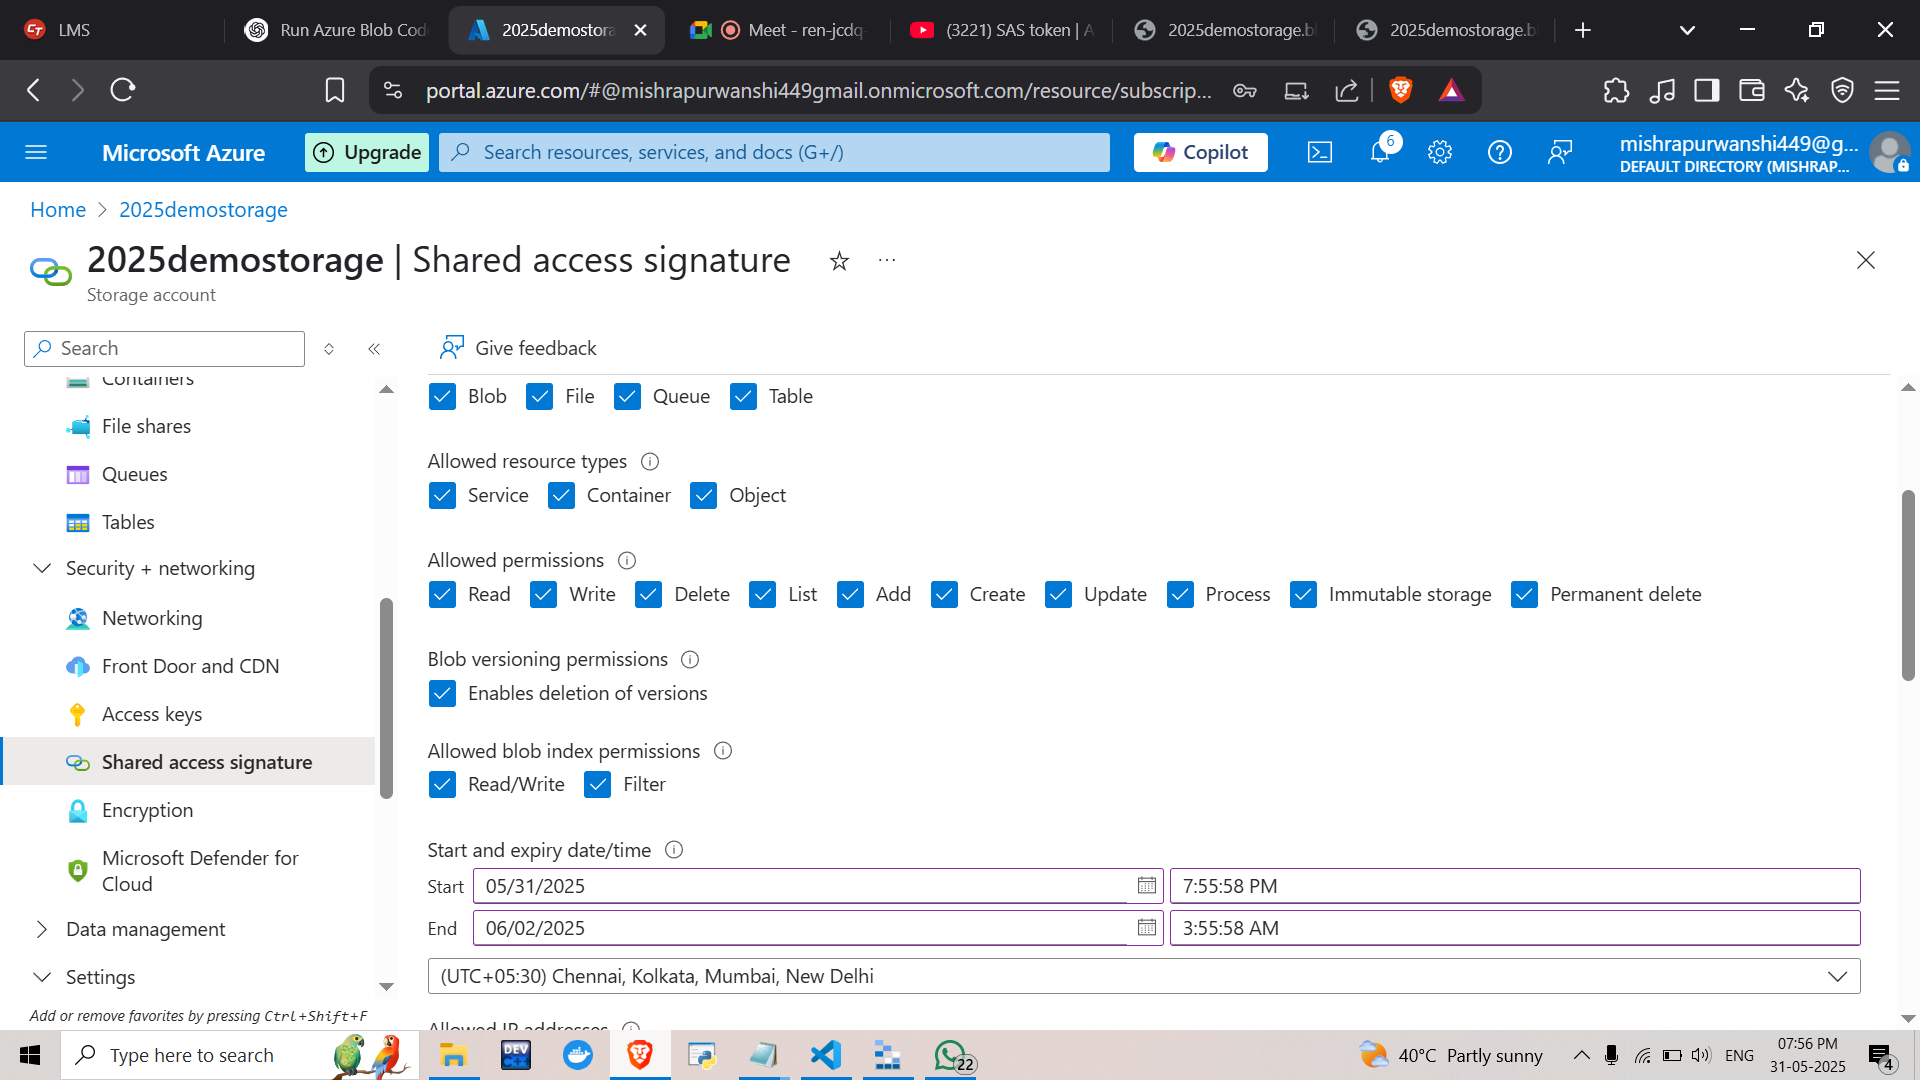 LMS
Run Azure Blob Cod
2025demostora
Meet - ren-jcdq
(3221) SAS token | A
2025demostorage.bl
2025demostorage.b
portal.azure.com/#@mishrapurwanshi449gmail.onmicrosoft.com/resource/subscrip...
Microsoft Azure
Upgrade
Search resources, services, and docs (G+/)
Copilot
6
mishrapurwanshi449@g...
DEFAULT DIRECTORY (MISHRAP...
Home > 2025demostorage
2025demostorage | Shared access signature
Storage account
Search
Give feedback
Containers
File shares
Queues
Tables
Security + networking
Networking
Front Door and CDN
Access keys
Shared access signature
Encryption
Microsoft Defender for
Cloud
Data management
Settings
Add or remove favorites by pressing Ctrl+Shift+F
Blob File Queue Table
Allowed resource types
Service Container Object
Allowed permissions
Read Write Delete List Add Create Update Process Immutable storage Permanent delete
Blob versioning permissions
Enables deletion of versions
Allowed blob index permissions
Read/Write Filter
Start and expiry date/time
Start 05/31/2025 7:55:58 PM
End 06/02/2025 3:55:58 AM
(UTC+05:30) Chennai, Kolkata, Mumbai, New Delhi
Allowed IP addresses
Type here to search
DEV
C++
22
40°C Partly sunny
ENG
07:56 PM
31-05-2025
4